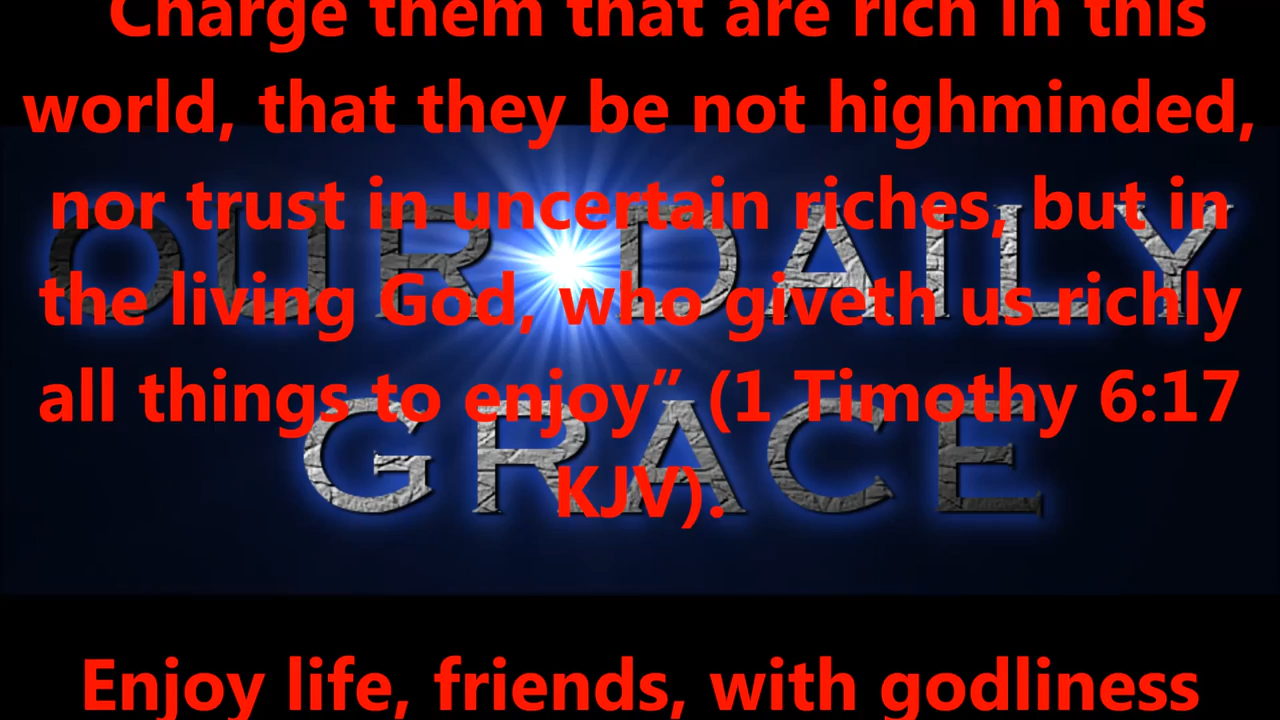 Charge them that are rich in this
world, that they be not highminded,
nor trust in uncertain riches, but in
the living God, who giveth us richly
all things to enjoy” (1 Timothy 6:17
KJV).
Enjoy life, friends, with godliness
OUR DAILY
GRACE